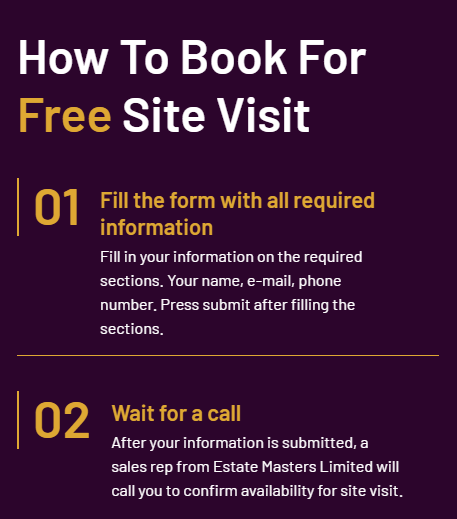 How To Book For
Free Site Visit
01
Fill the form with all required
information
Fill in your information on the required
sections. Your name, e-mail, phone
number. Press submit after filling the
sections.
02
Wait for a call
After your information is submitted, a
sales rep from Estate Masters Limited will
call you to confirm availability for site visit.